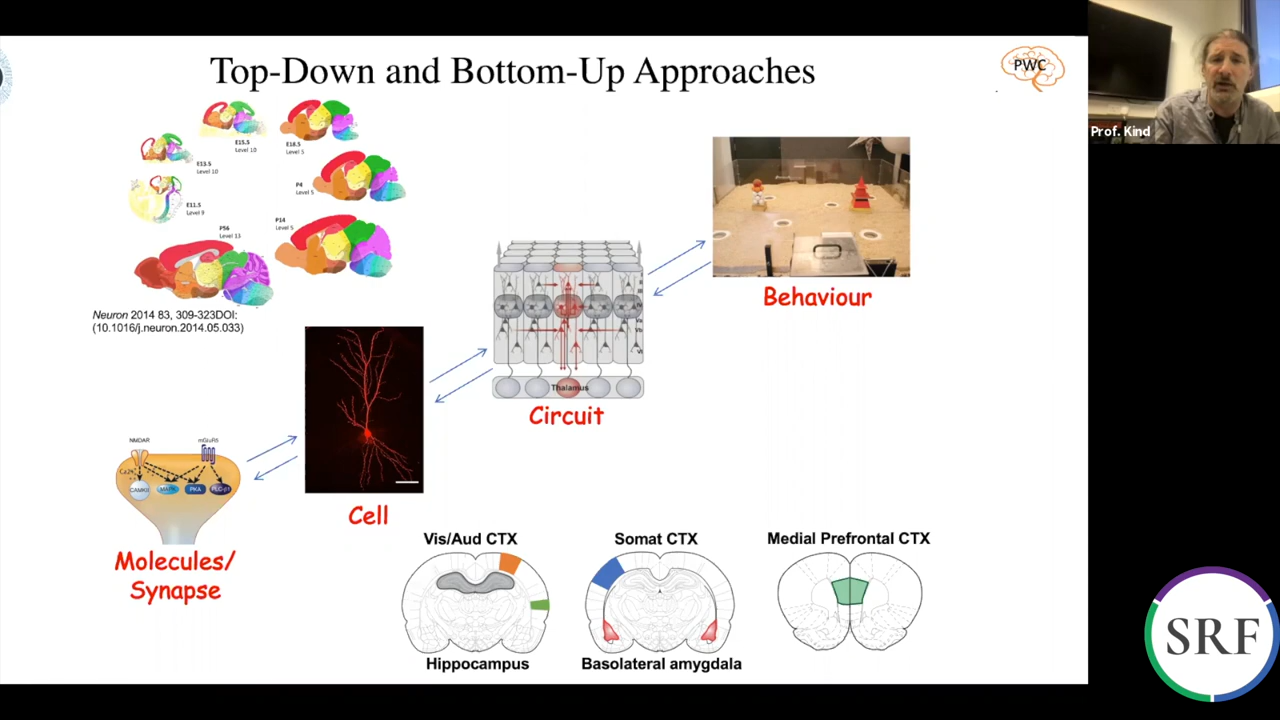 Top-Down and Bottom-Up Approaches
PWC
Prof. Kind
E15.5
Level 10
E18.5
Level 5
E13.5
Level 10
P4
Level 5
E11.5
Level 9
P14
Level 5
P56
Level 13
Neuron 2014 83, 309-323DOI:
(10.1016/j.neuron.2014.05.033)
Behaviour
Thalamus
Circuit
NMDAR
mGluR5
Ca2+
CAMKII
MAPK
PKA
PLC-β1
Molecules/
Synapse
Cell
Vis/Aud CTX
Hippocampus
Somat CTX
Basolateral amygdala
Medial Prefrontal CTX
SRF